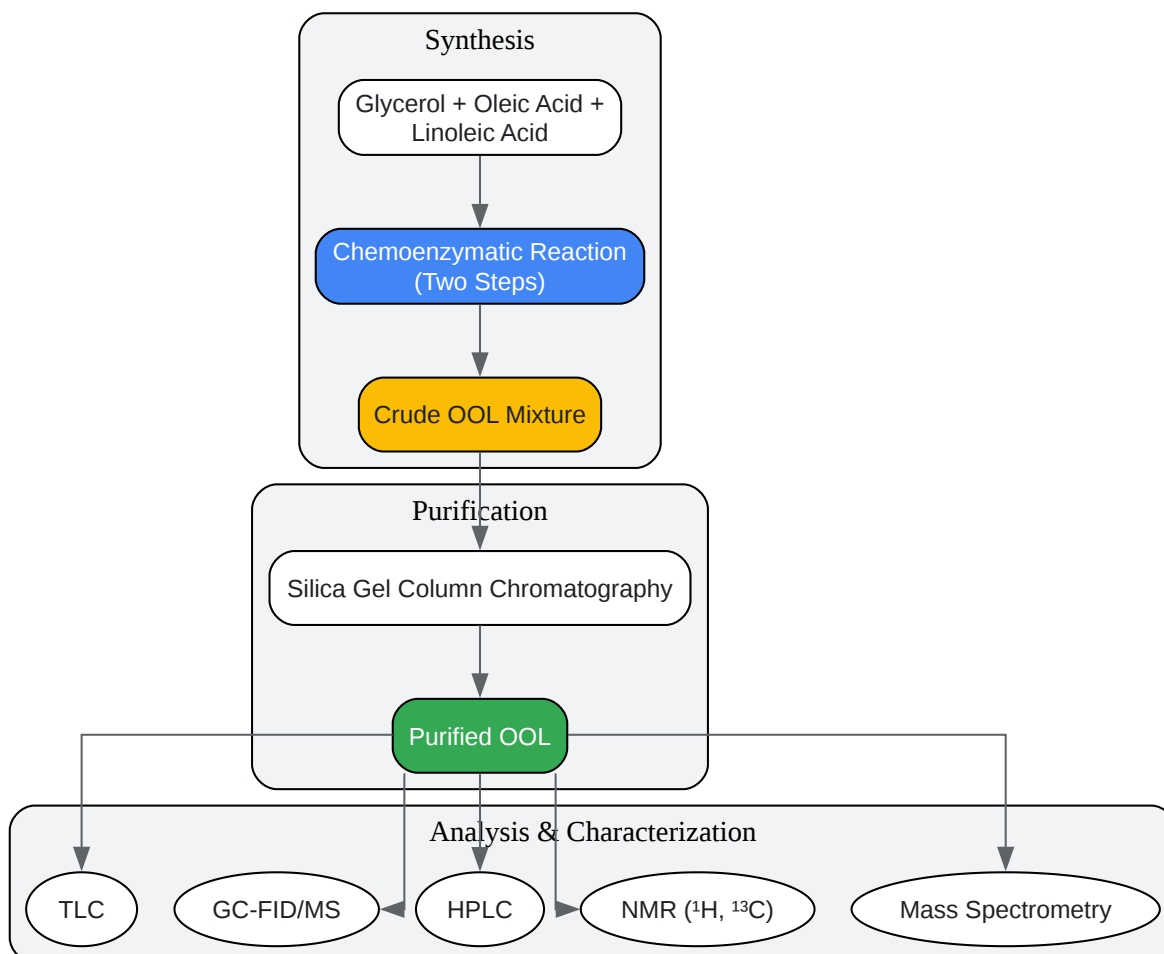 Synthesis
Glycerol + Oleic Acid +
Linoleic Acid
Chemoenzymatic Reaction
(Two Steps)
Crude OOL Mixture
Purification
Silica Gel Column Chromatography
Purified OOL
Analysis & Characterization
TLC
GC-FID/MS
HPLC
NMR (¹H, ¹³C)
Mass Spectrometry